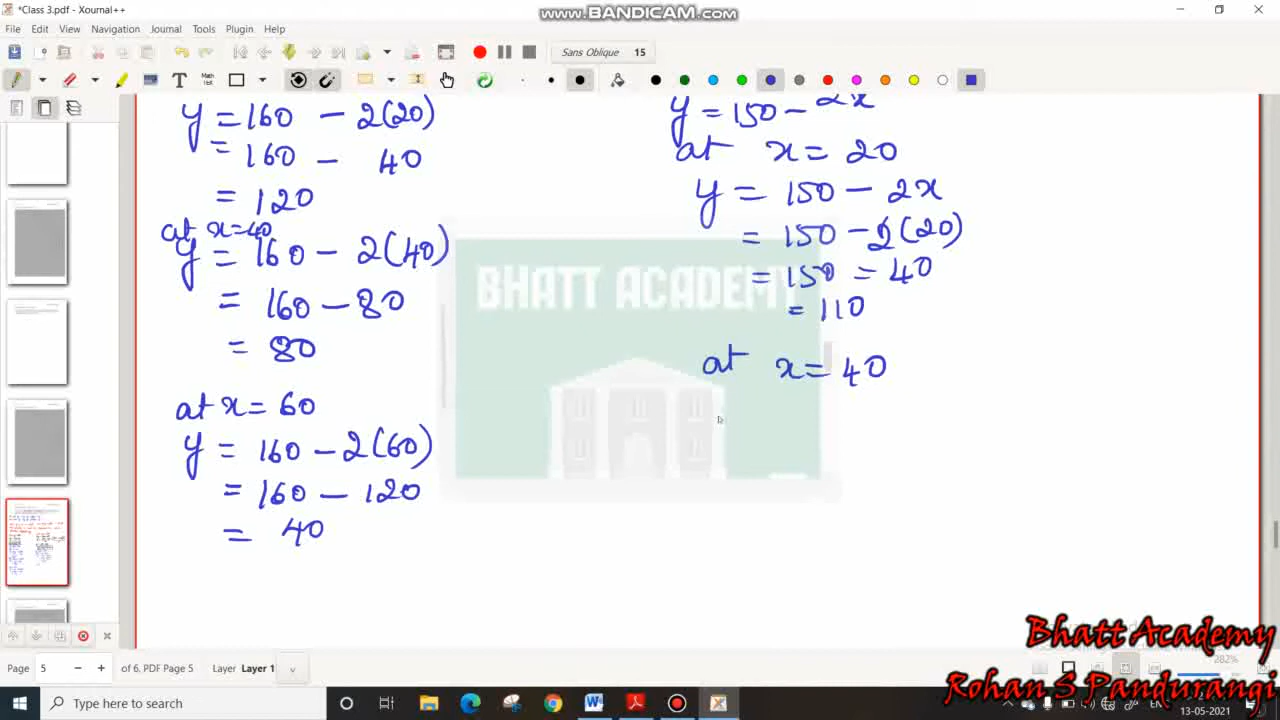 *Class 3.pdf - Xournal++
WWW.BANDICAM.COM
File Edit View Navigation Journal Tools Plugin Help
Sans Oblique 15
y = 160 - 2(20)
= 160 - 40
= 120
at x = 40
y = 160 - 2(40)
= 160 - 80
= 80
at x = 60
y = 160 - 2(60)
= 160 - 120
= 40
y = 150 - 2x
at x = 20
y = 150 - 2x
= 150 - 2(20)
= 150 = 40
= 110
at x = 40
BHATT ACADEMY
Bhatt Academy
Rohan S Pandurangi
Page 5 of 6. PDF Page 5 Layer Layer 1
282%
Type here to search
13-05-2021